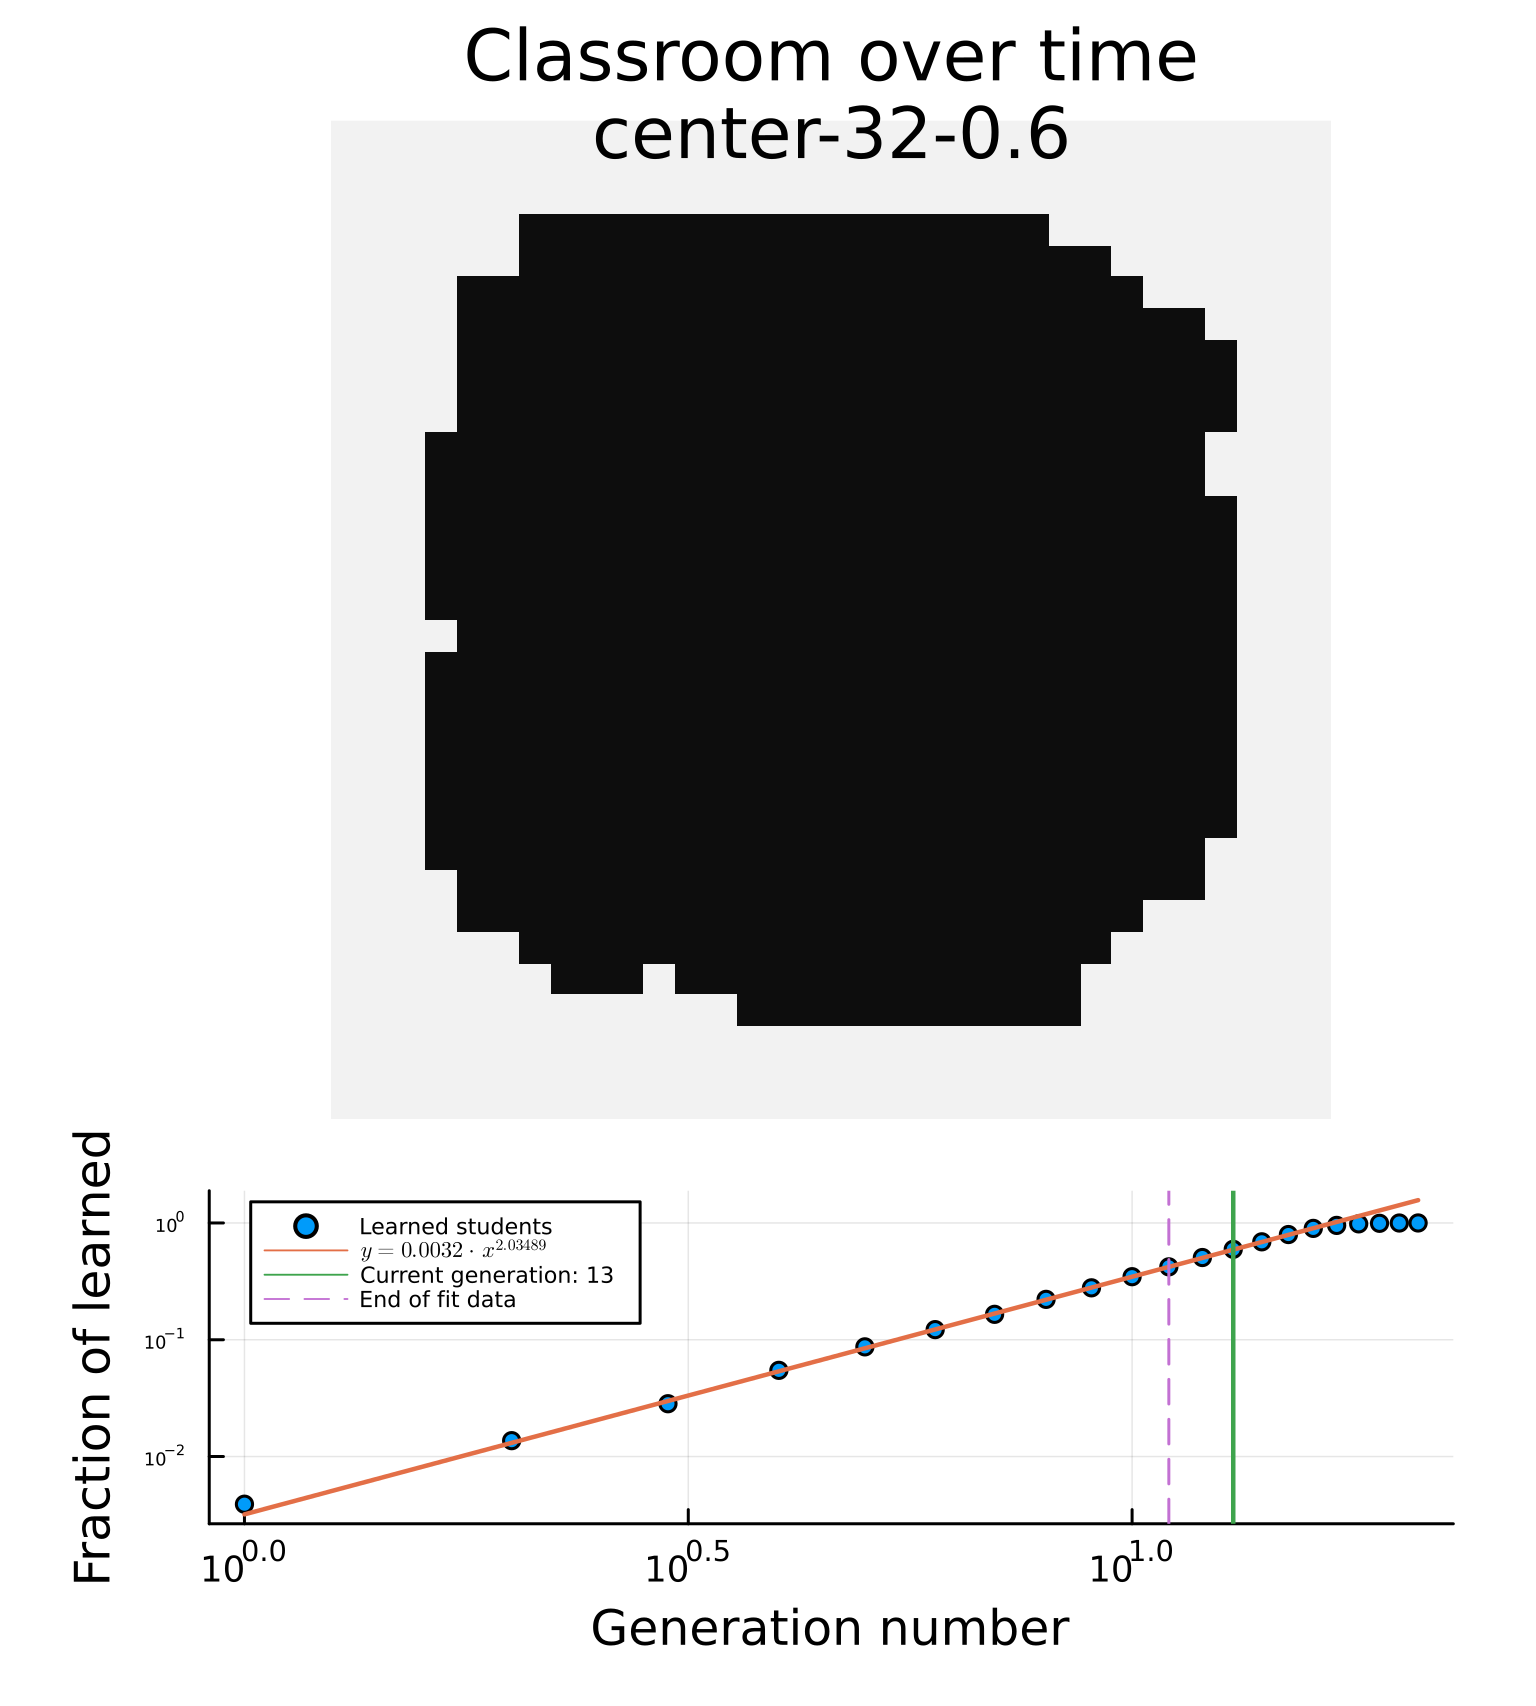 Classroom over time
center-32-0.6
Fraction of learned
10⁰
10⁻¹
10⁻²
Learned students
y = 0.0032 · x^2.03489
Current generation: 13
End of fit data
10^0.0
10^0.5
10^1.0
Generation number